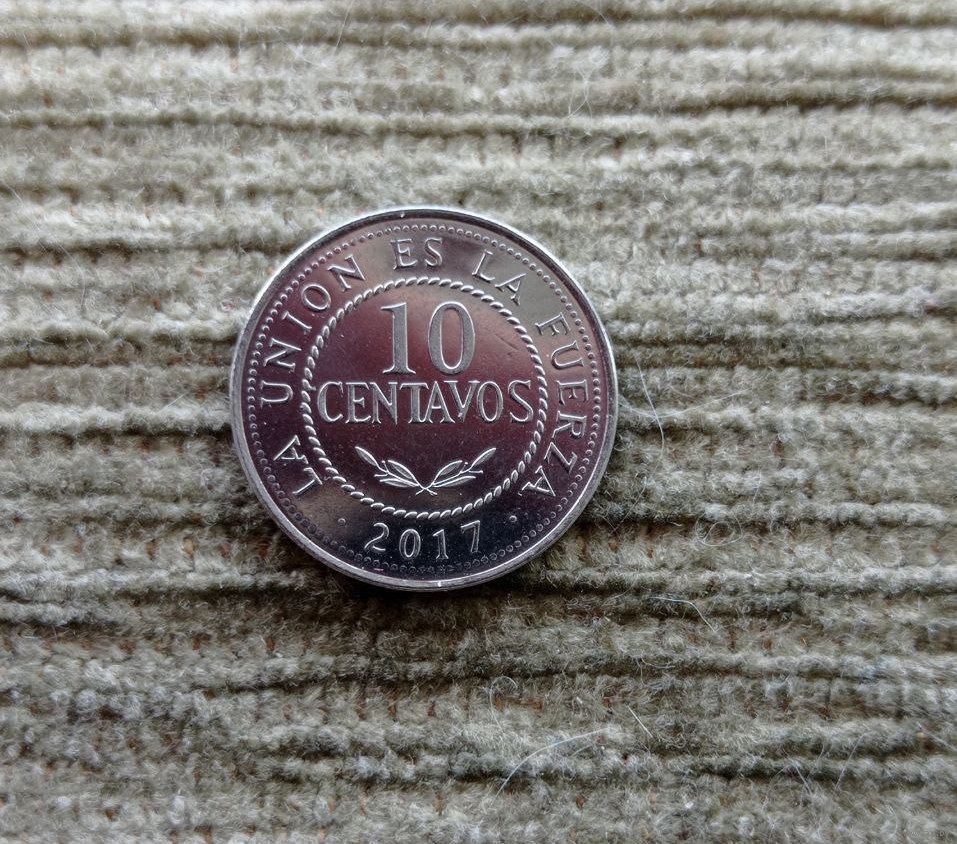 LA UNION ES LA FUERZA
10
CENTAVOS
2017